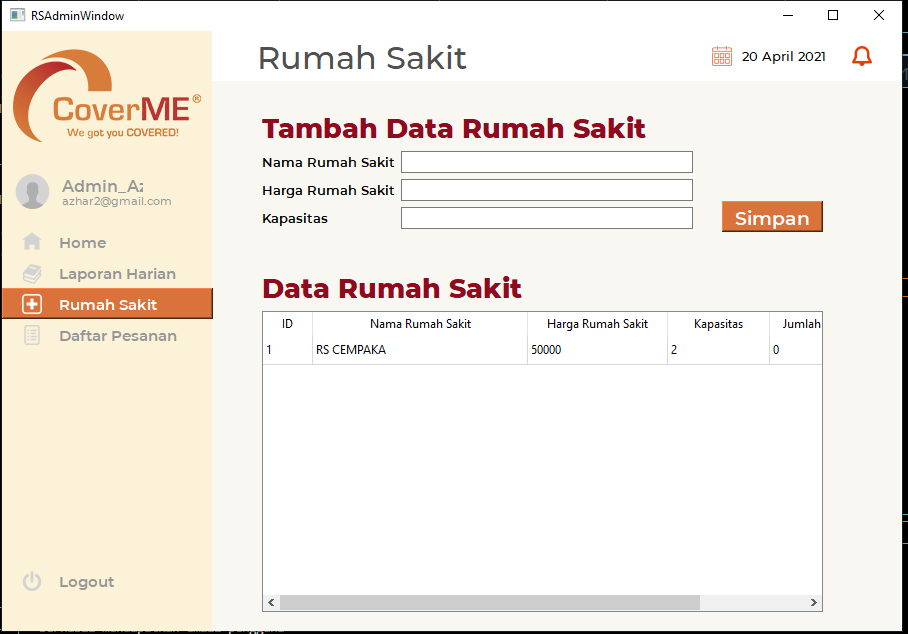 RSAdminWindow
CoverME®
We got you COVERED!
Rumah Sakit
20 April 2021
Admin_Az
azhar2@gmail.com
Home
Laporan Harian
Rumah Sakit
Daftar Pesanan
Logout
Tambah Data Rumah Sakit
Nama Rumah Sakit
Harga Rumah Sakit
Kapasitas
Simpan
Data Rumah Sakit
ID Nama Rumah Sakit Harga Rumah Sakit Kapasitas Jumlah
1 RS CEMPAKA 50000 2 0